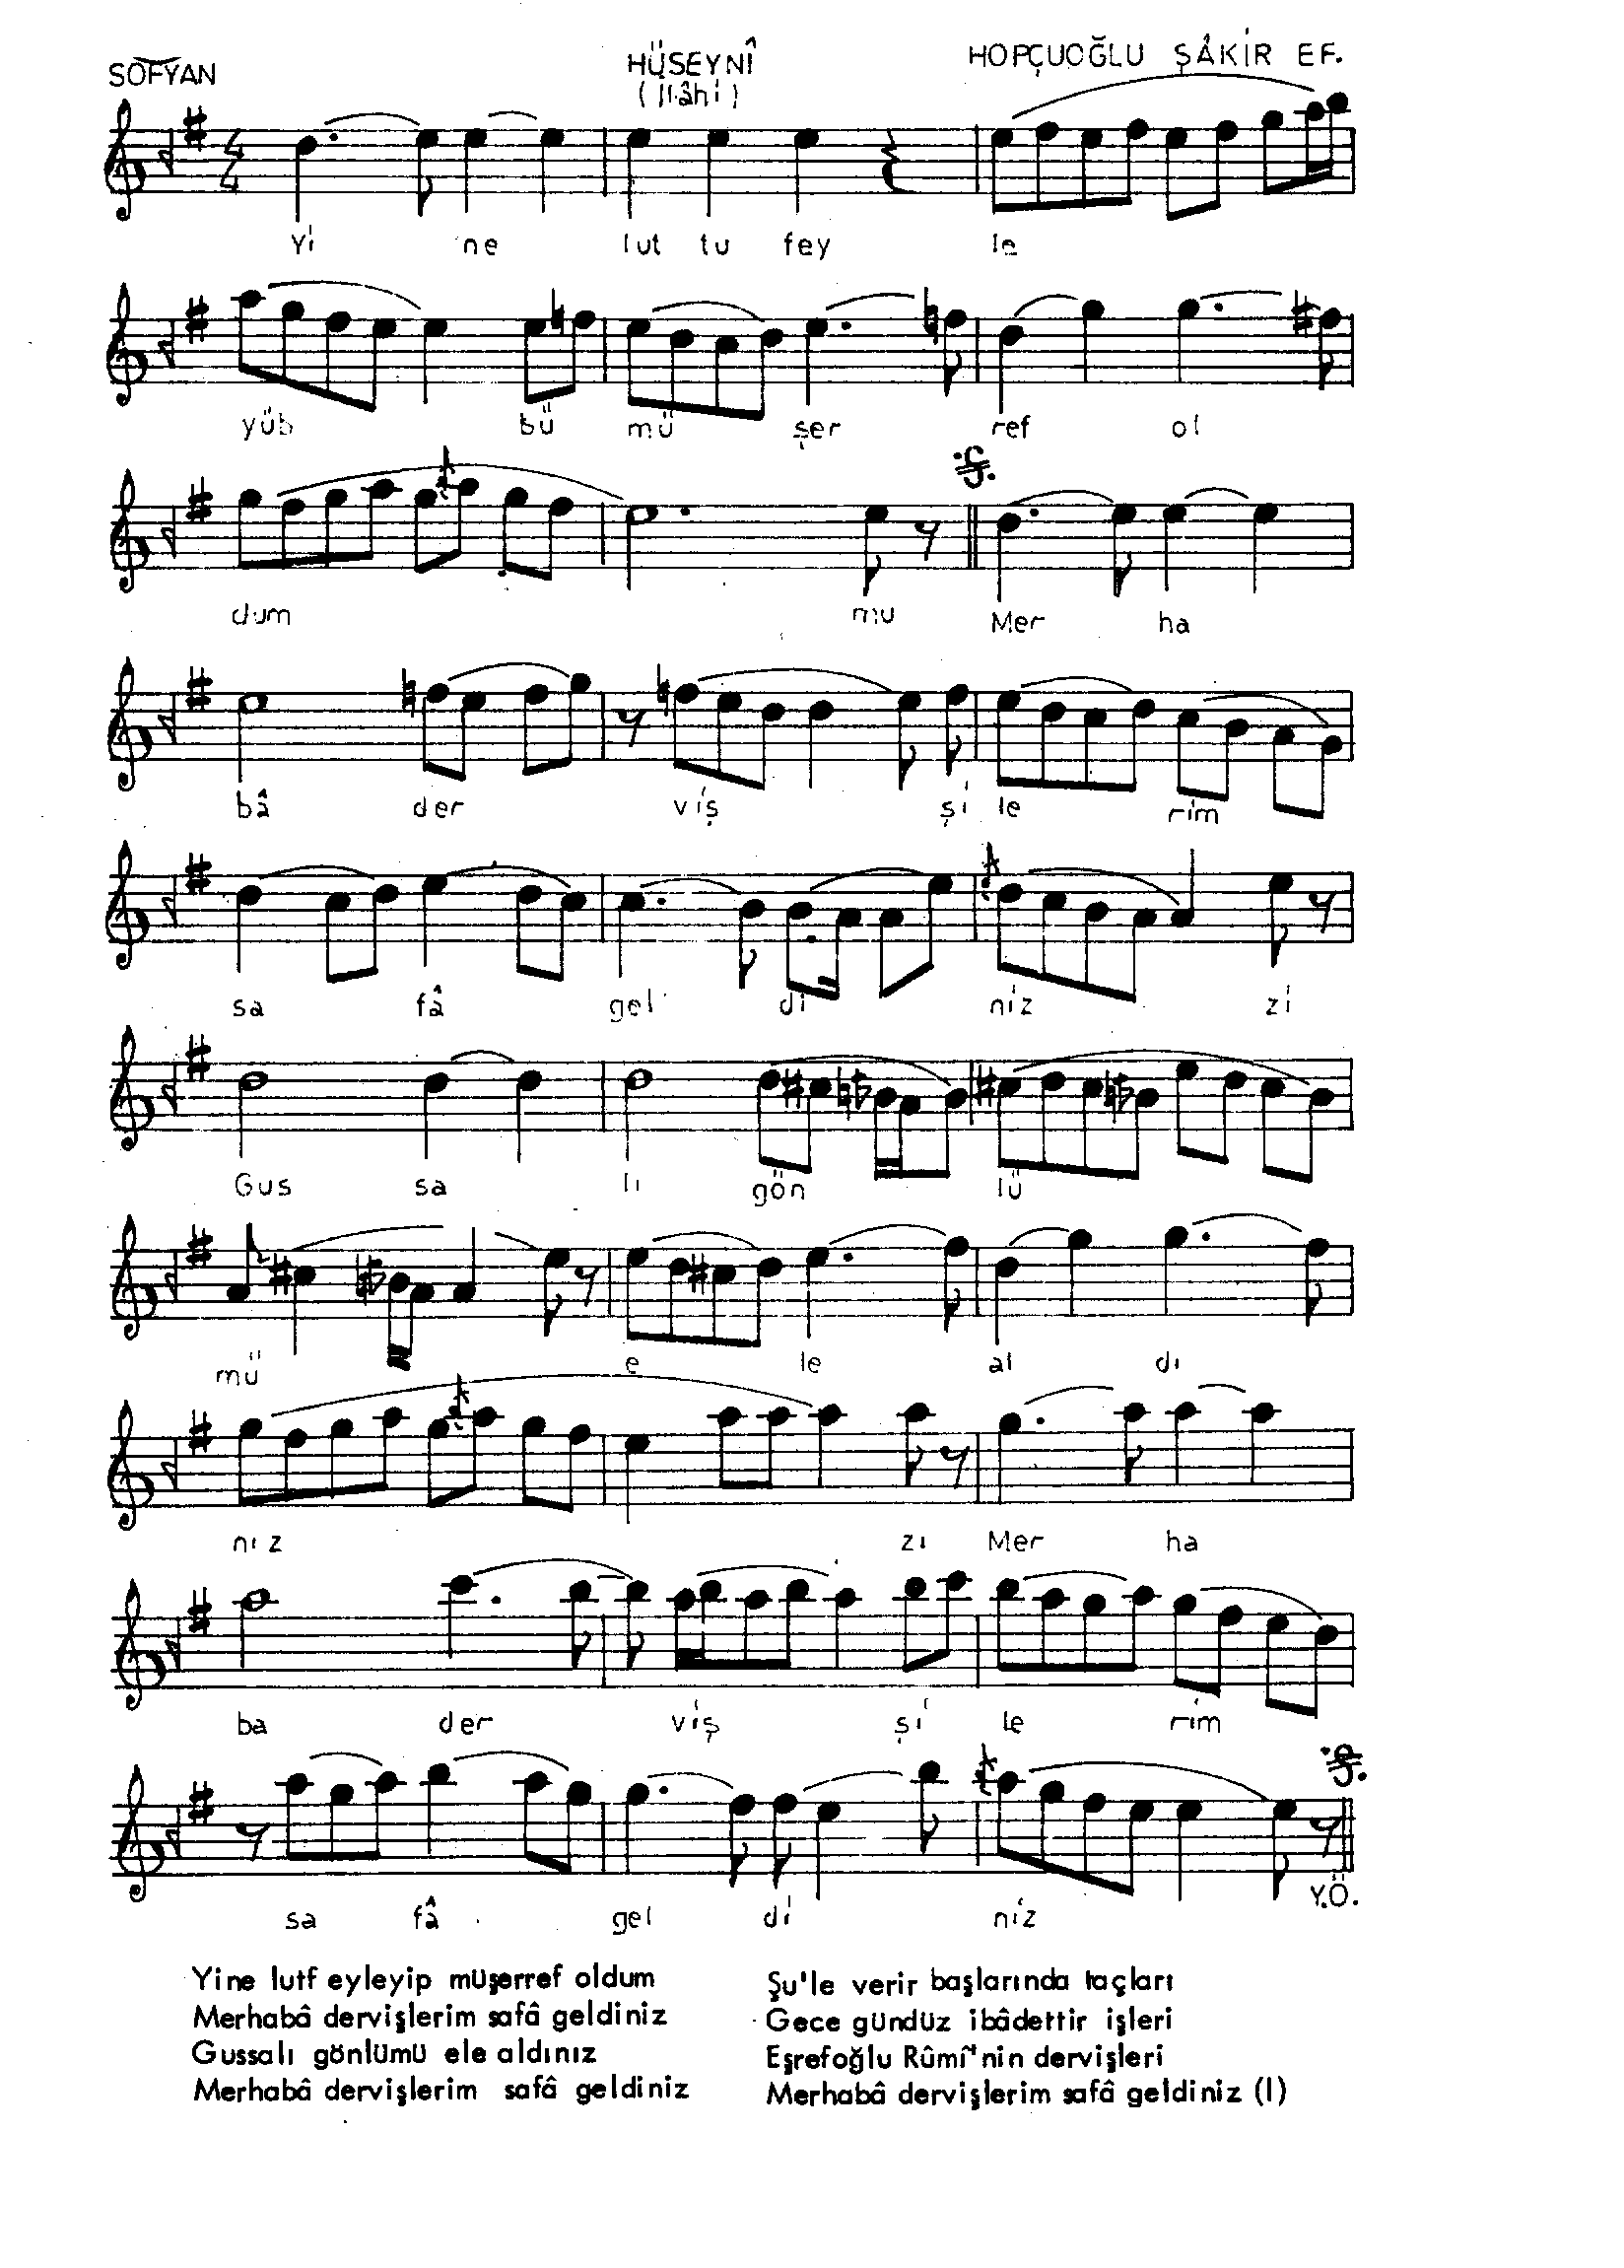 SOFYAN HÜSEYNÎ HOPÇUOĞLU ŞÂKİR EF.
(İlâhi)
4
4
Yi ne lut tu fey le
yüb bü mü şer ref ol
dum mu Mer ha
bâ der viş şi le rim
sa fâ gel di niz zi
Gus sa lı gön lü
mü e le al dı
nız zı Mer ha
ba der viş şi le rim
sa fâ gel di niz Y.Ö.
Yine lutf eyleyip müşerref oldum
Merhabâ dervişlerim safâ geldiniz
Gussalı gönlümü ele aldınız
Merhabâ dervişlerim safâ geldiniz
Şu'le verir başlarında taçları
Gece gündüz ibâdettir işleri
Eşrefoğlu Rûmî'nin dervişleri
Merhabâ dervişlerim safâ geldiniz (1)